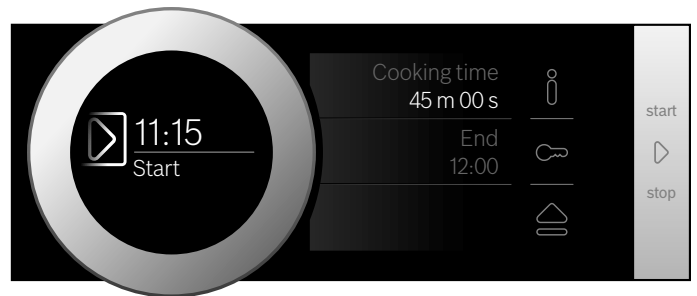 11:15
Start
Cooking time
45 m 00 s
End
12:00
start
stop